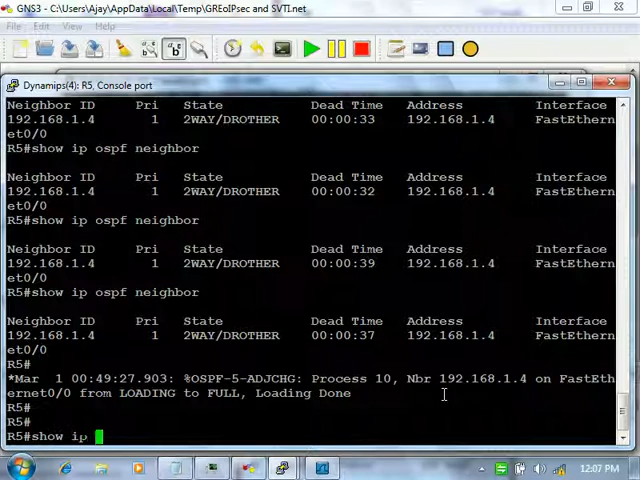 GNS3 - C:\Users\Ajay\AppData\Local\Temp\GREoIPsec and SVTI.net
File Edit View
Dynamips(4): R5, Console port
Neighbor ID Pri State Dead Time Address Interface
192.168.1.4 1 2WAY/DROTHER 00:00:33 192.168.1.4 FastEthern
et0/0
R5#show ip ospf neighbor
Neighbor ID Pri State Dead Time Address Interface
192.168.1.4 1 2WAY/DROTHER 00:00:32 192.168.1.4 FastEthern
et0/0
R5#show ip ospf neighbor
Neighbor ID Pri State Dead Time Address Interface
192.168.1.4 1 2WAY/DROTHER 00:00:39 192.168.1.4 FastEthern
et0/0
R5#show ip ospf neighbor
Neighbor ID Pri State Dead Time Address Interface
192.168.1.4 1 2WAY/DROTHER 00:00:37 192.168.1.4 FastEthern
et0/0
R5#
*Mar 1 00:49:27.903: %OSPF-5-ADJCHG: Process 10, Nbr 192.168.1.4 on FastEth
ernet0/0 from LOADING to FULL, Loading Done
R5#
R5#
R5#show ip
12:07 PM